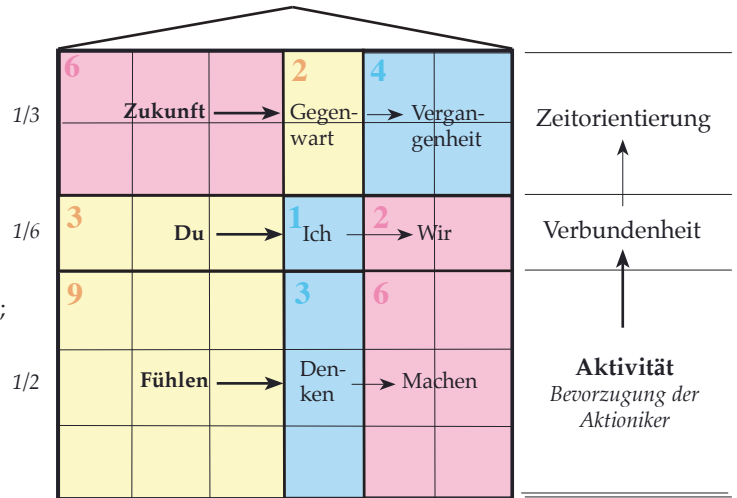 6 2 4
1/3 Zukunft Gegen- Vergan- Zeitorientierung
wart genheit
3 1 2
1/6 Du Ich Wir Verbundenheit
9 3 6
;
1/2 Fühlen Den- Machen Aktivität
ken Bevorzugung der
Aktioniker